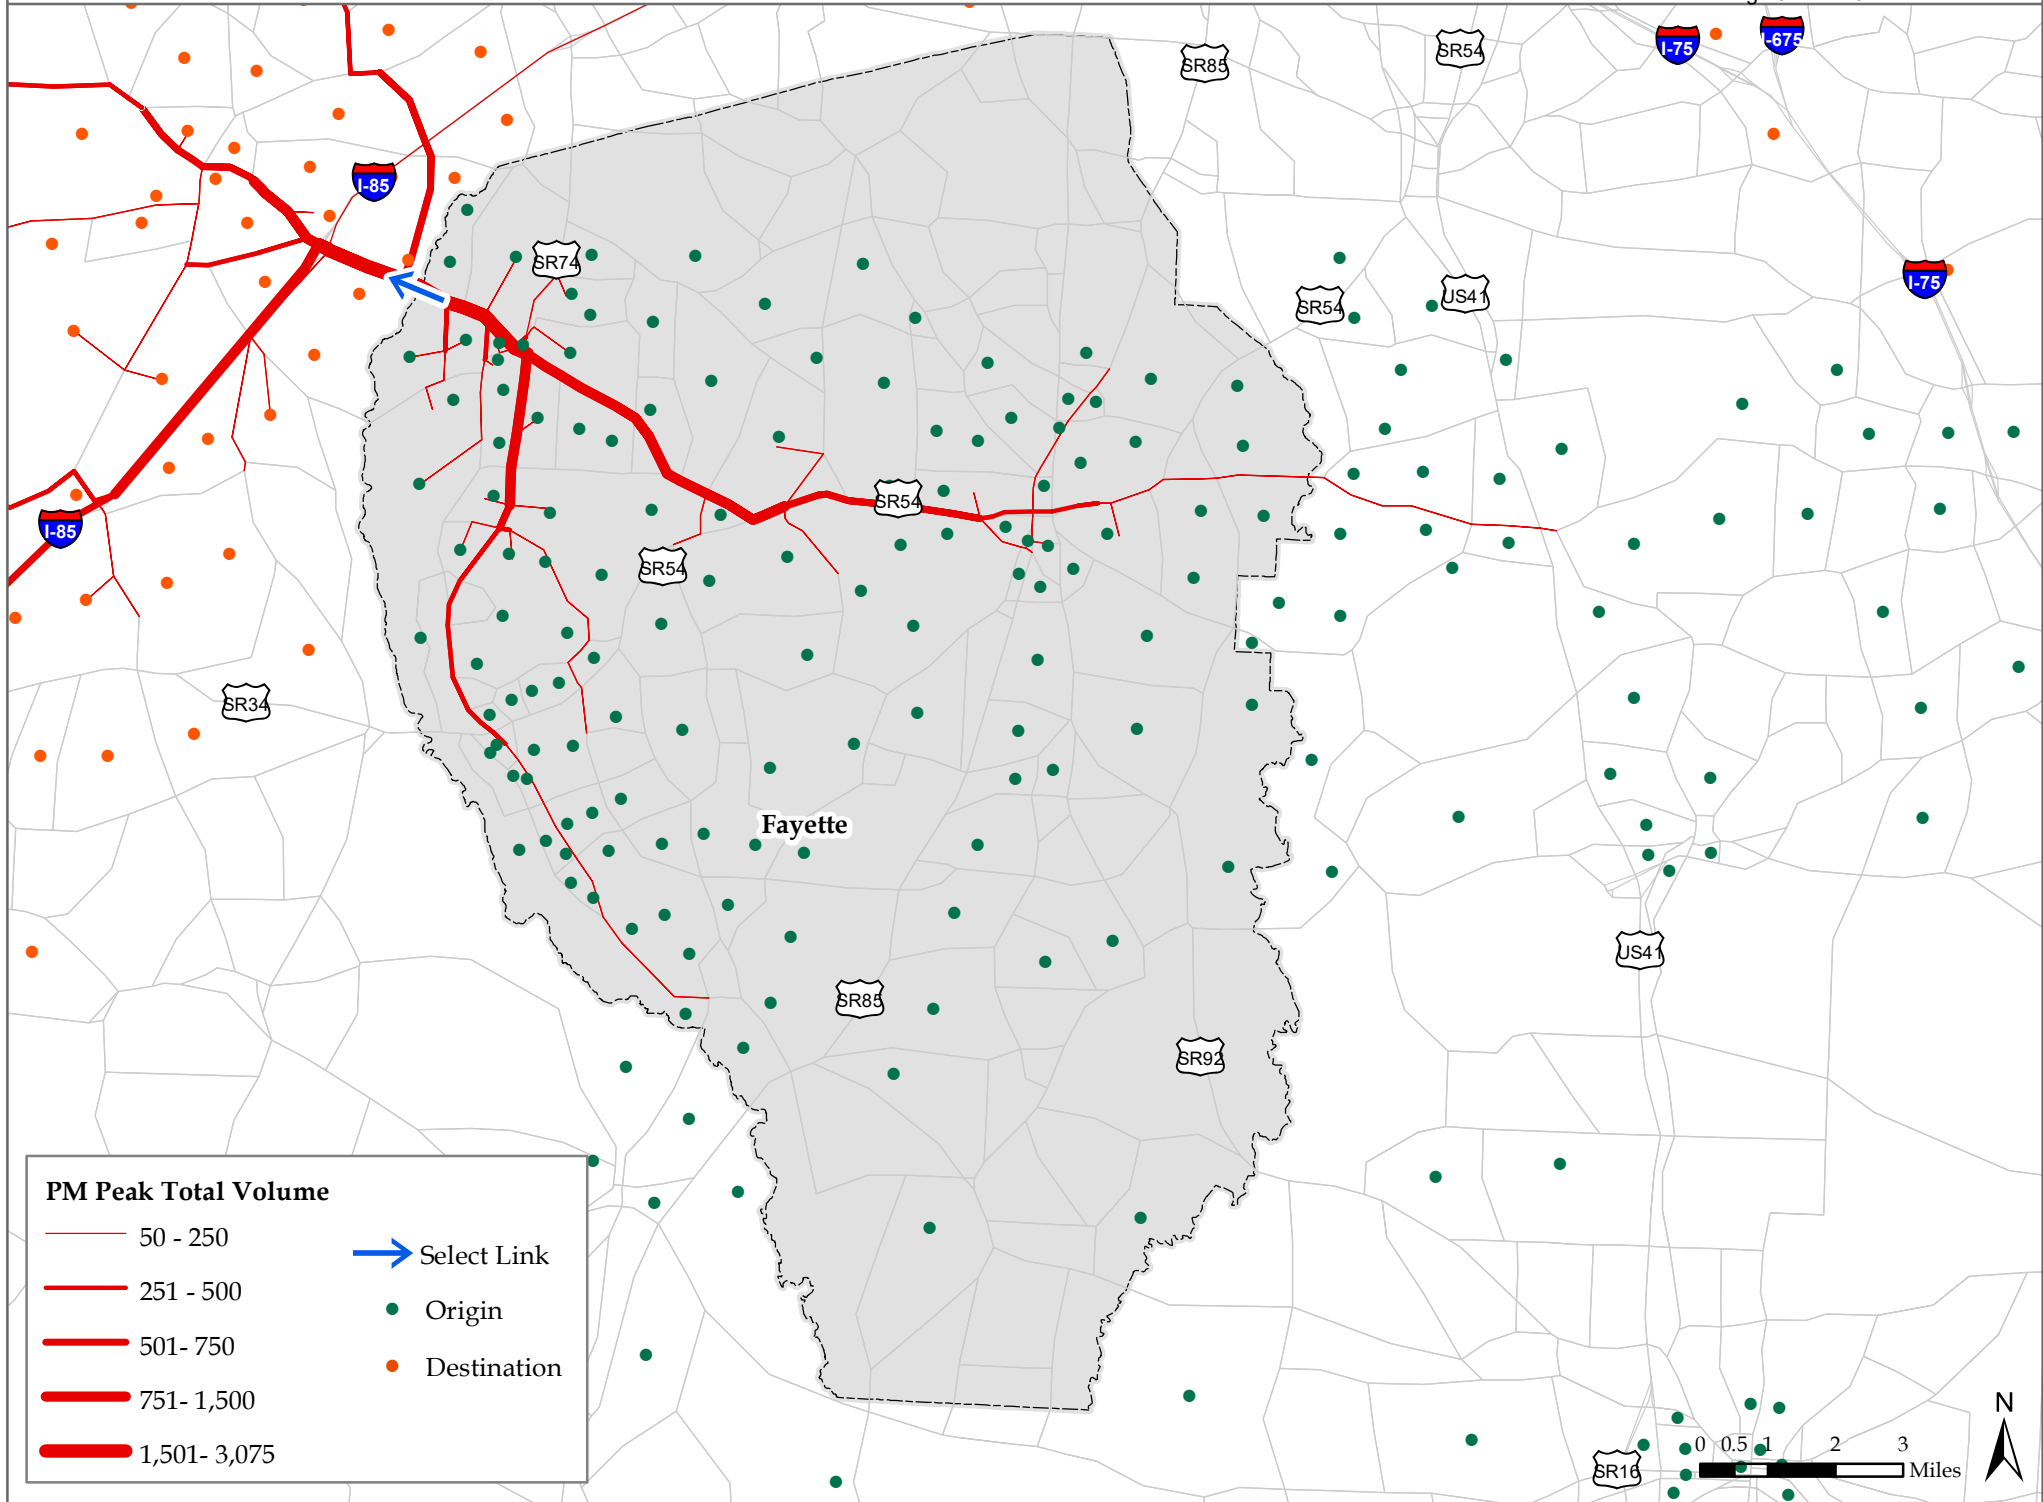 SR85
SR54
I-75
I-675
I-85
SR74
I-75
SR54
US41
SR54
I-85
SR54
SR34
Fayette
US41
SR85
SR92
PM Peak Total Volume
50 - 250
251 - 500
501- 750
751- 1,500
1,501- 3,075
Select Link
Origin
Destination
N
0 0.5 1 2 3
Miles
SR16